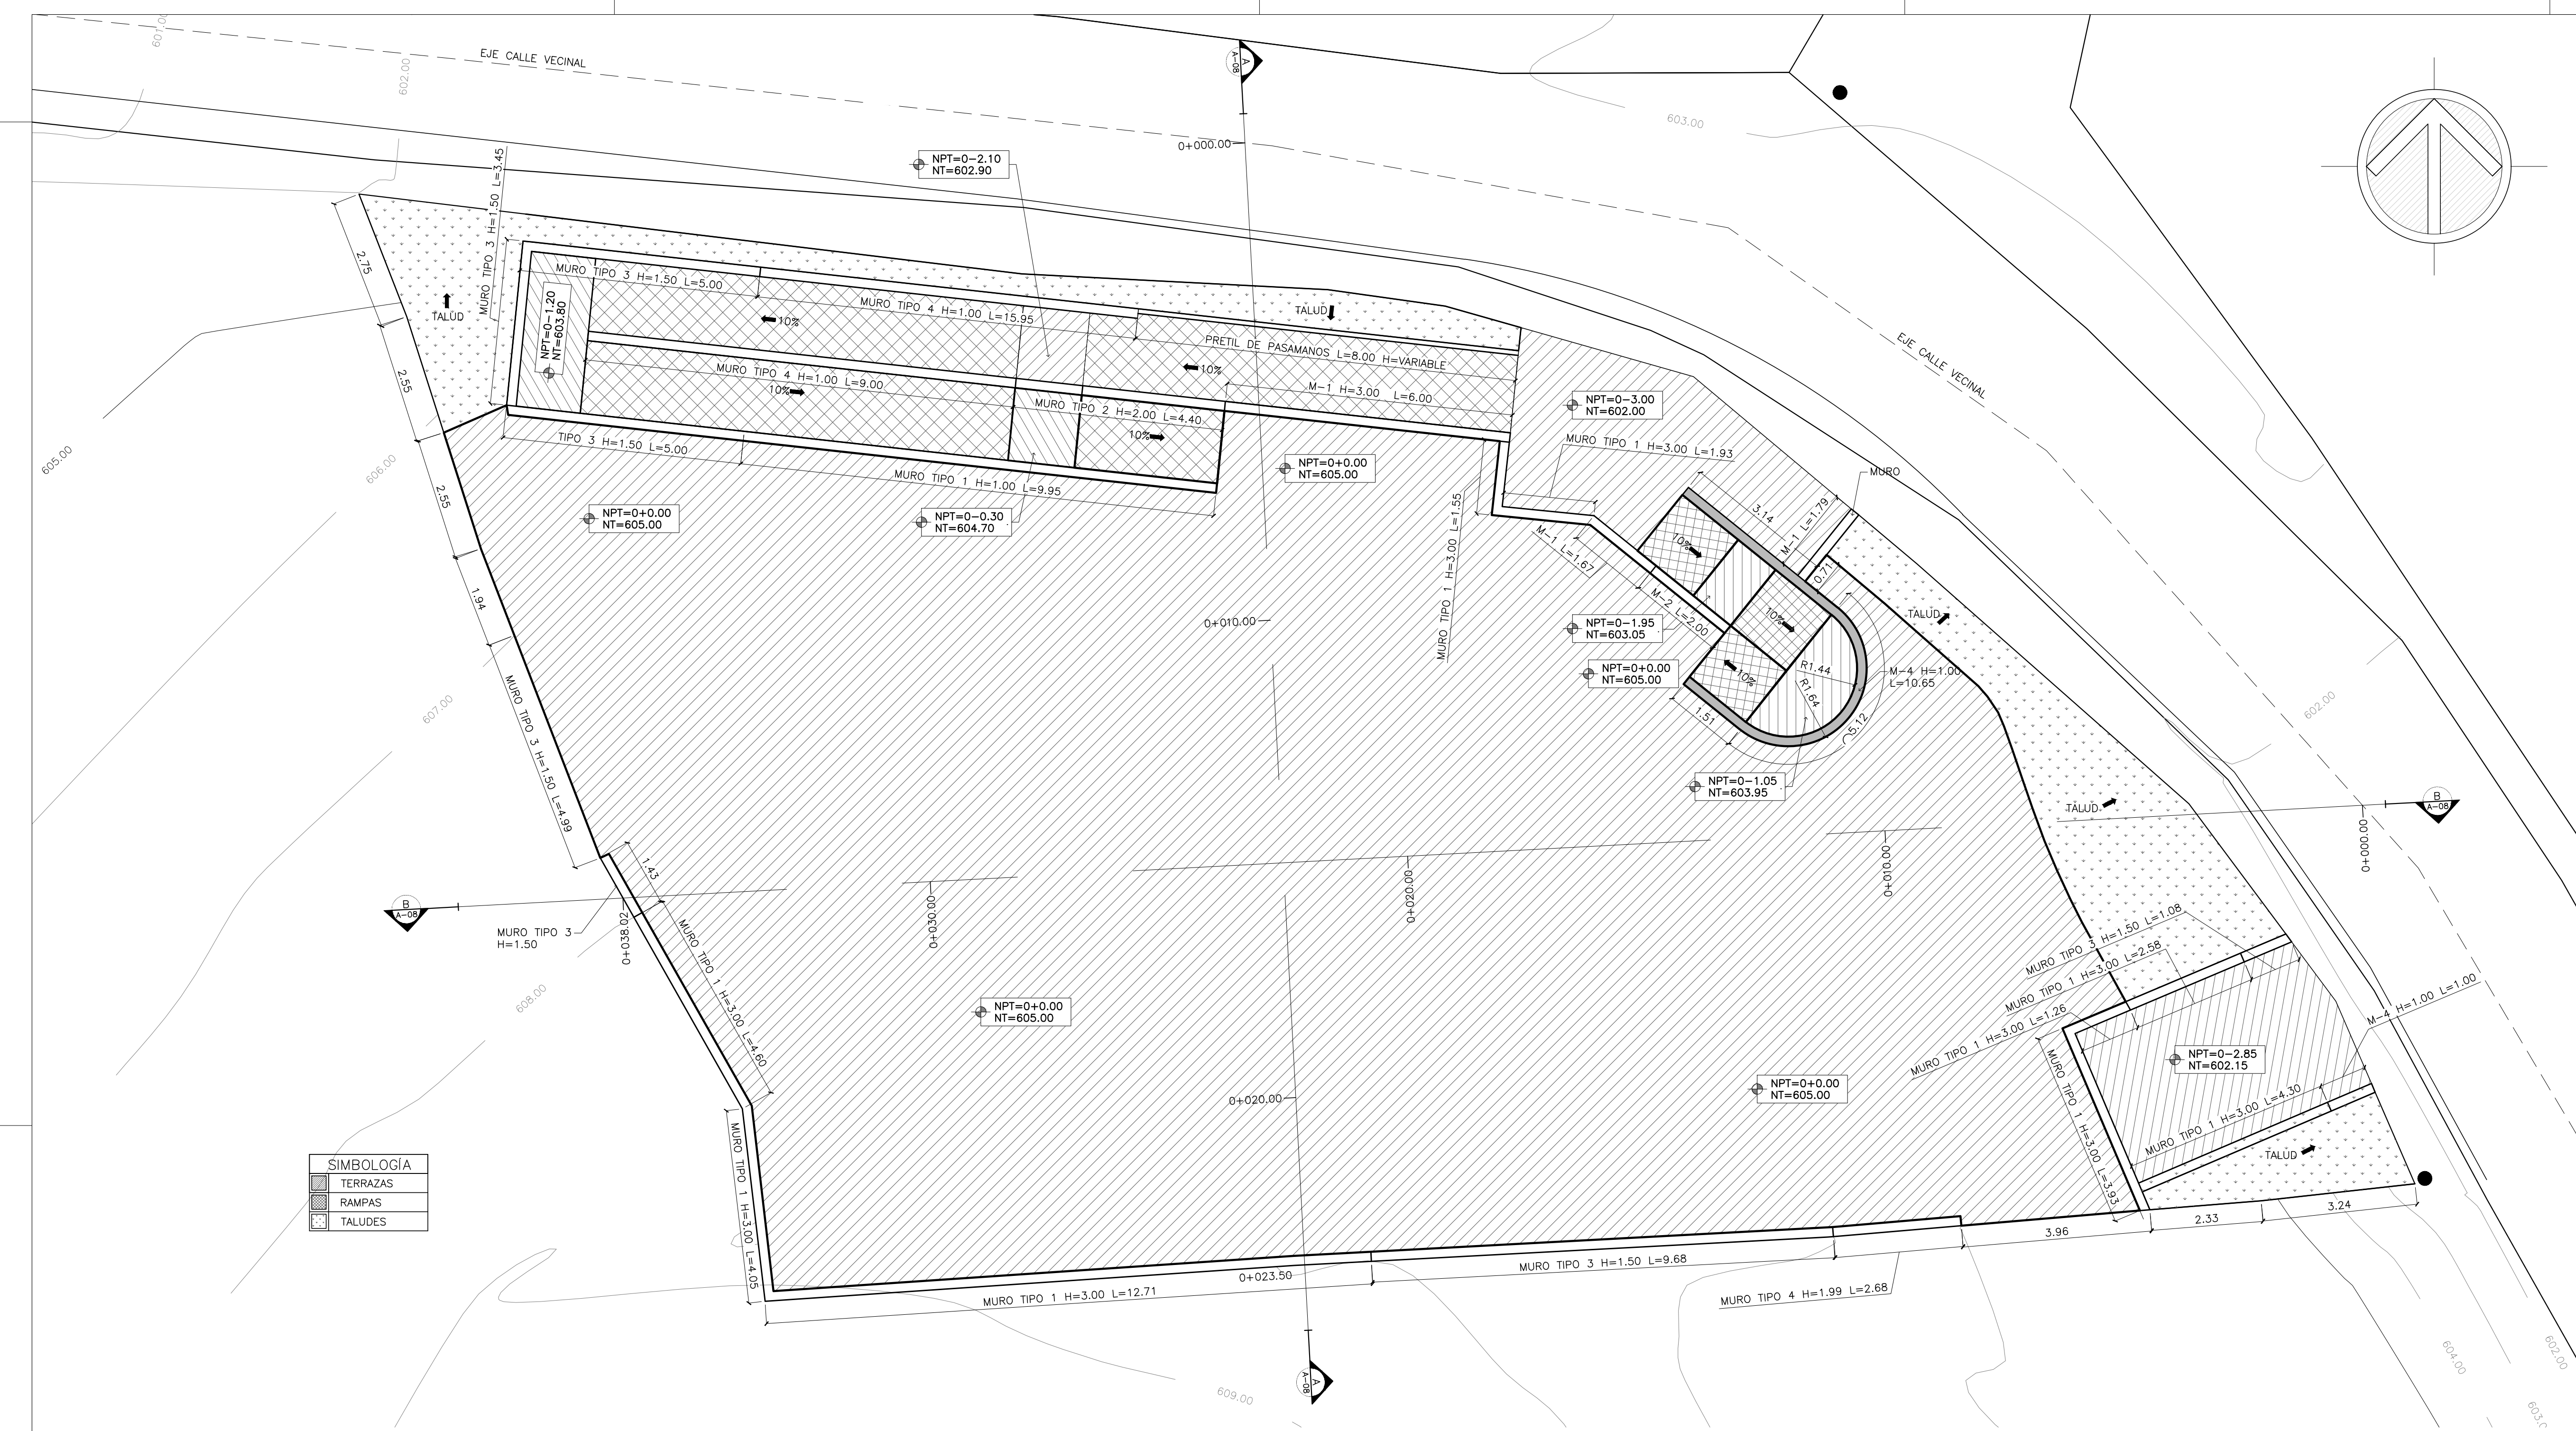 601.00
EJE CALLE VECINAL
602.00
A
A-08
603.00
0+000.00
NPT=0-2.10
NT=602.90
MURO TIPO 3 H=1.50 L=3.45
2.75
TALUD
MURO TIPO 3 H=1.50 L=5.00
NPT=0-1.20
NT=603.80
10%
MURO TIPO 4 H=1.00 L=15.95
TALUD
PRETIL DE PASAMANOS L=8.00 H=VARIABLE
10%
EJE CALLE VECINAL
2.55
MURO TIPO 4 H=1.00 L=9.00
10%
M-1 H=3.00 L=6.00
MURO TIPO 2 H=2.00 L=4.40
10%
NPT=0-3.00
NT=602.00
605.00
606.00
TIPO 3 H=1.50 L=5.00
MURO TIPO 1 H=1.00 L=9.95
MURO TIPO 1 H=3.00 L=1.93
NPT=0+0.00
NT=605.00
MURO
2.55
NPT=0+0.00
NT=605.00
NPT=0-0.30
NT=604.70
MURO TIPO 1 H=3.00 L=1.55
3.14
M-1 L=1.79
M-1 L=1.67
10%
0.71
1.94
M-2 L=2.00
10%
0+010.00
NPT=0-1.95
NT=603.05
TALUD
NPT=0+0.00
NT=605.00
10%
R1.44
R1.64
M-4 H=1.00
L=10.65
607.00
MURO TIPO 3 H=1.50 L=4.99
1.51
5.12
602.00
NPT=0-1.05
NT=603.95
TALUD
B
A-08
0+000.00
1.43
0+010.00
0+020.00
0+030.00
0+038.02
B
A-08
MURO TIPO 3
H=1.50
MURO TIPO 1 H=3.00 L=4.60
608.00
MURO TIPO 3 H=1.50 L=1.08
MURO TIPO 1 H=3.00 L=2.58
MURO TIPO 1 H=3.00 L=1.26
M-4 H=1.00 L=1.00
NPT=0+0.00
NT=605.00
NPT=0-2.85
NT=602.15
NPT=0+0.00
NT=605.00
0+020.00
MURO TIPO 1 H=3.00 L=3.93
MURO TIPO 1 H=3.00 L=4.30
TALUD
SIMBOLOGÍA
TERRAZAS
RAMPAS
TALUDES
MURO TIPO 1 H=3.00 L=4.05
3.24
2.33
3.96
0+023.50
MURO TIPO 3 H=1.50 L=9.68
MURO TIPO 1 H=3.00 L=12.71
MURO TIPO 4 H=1.99 L=2.68
A
A-08
609.00
604.00
602.00
603.0